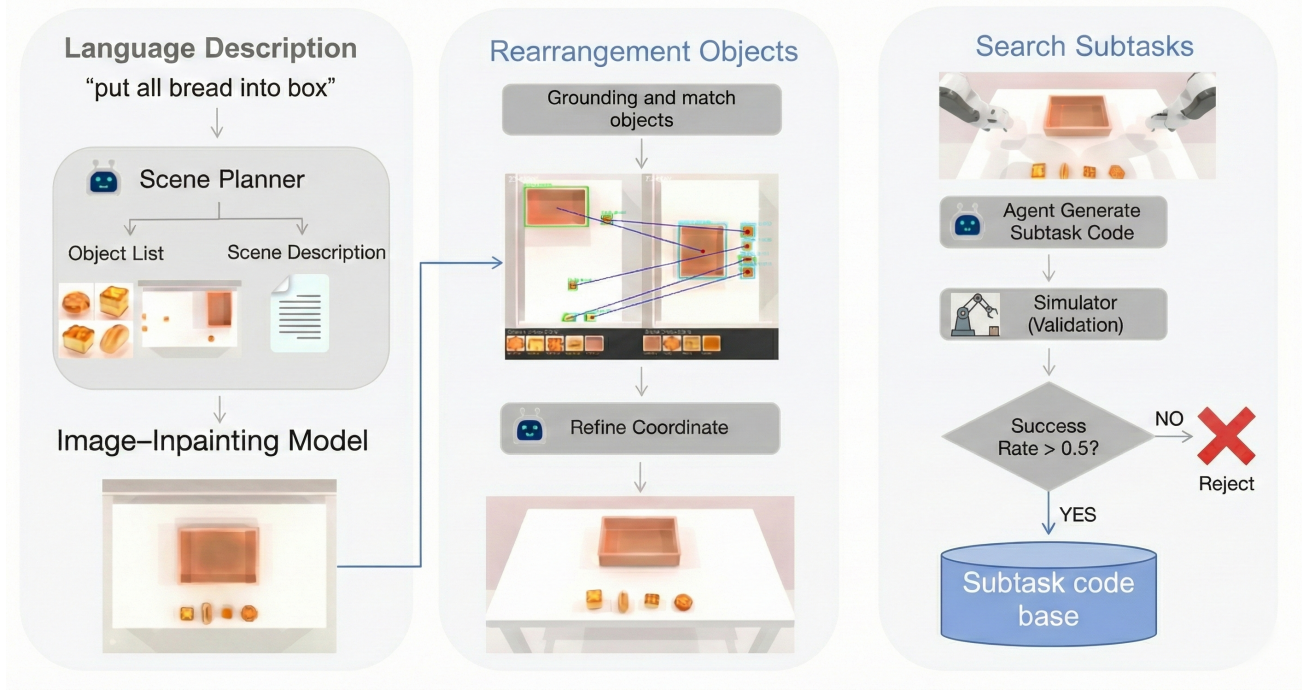 Language Description
“put all bread into box”
Scene Planner
Object List
Scene Description
Image–Inpainting Model
Rearrangement Objects
Grounding and match
objects
Refine Coordinate
Search Subtasks
Agent Generate
Subtask Code
Simulator
(Validation)
Success
Rate > 0.5?
NO
Reject
YES
Subtask code
base